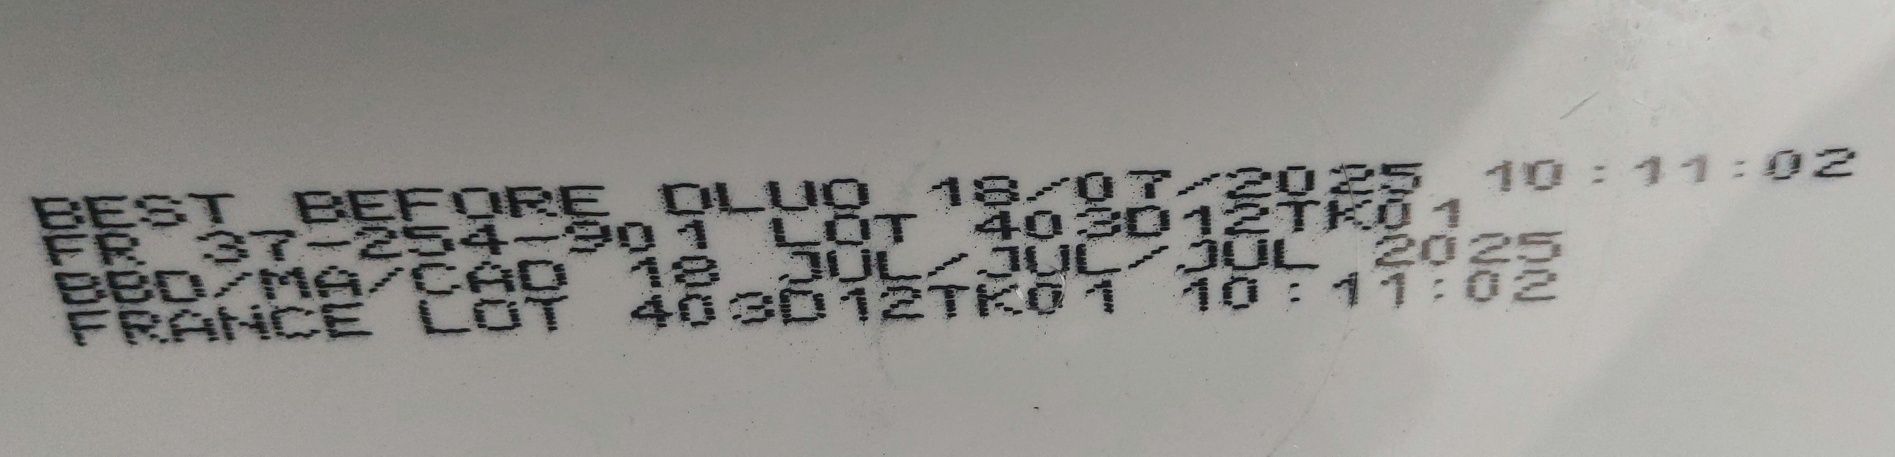 BEST BEFORE DLUO 18/07/2025 10:11:02
FR 37-254-901 LOT 403D12TK01
BBD/MA/CAD 18 JUL/JUL/JUL 2025
FRANCE LOT 403D12TK01 10:11:02